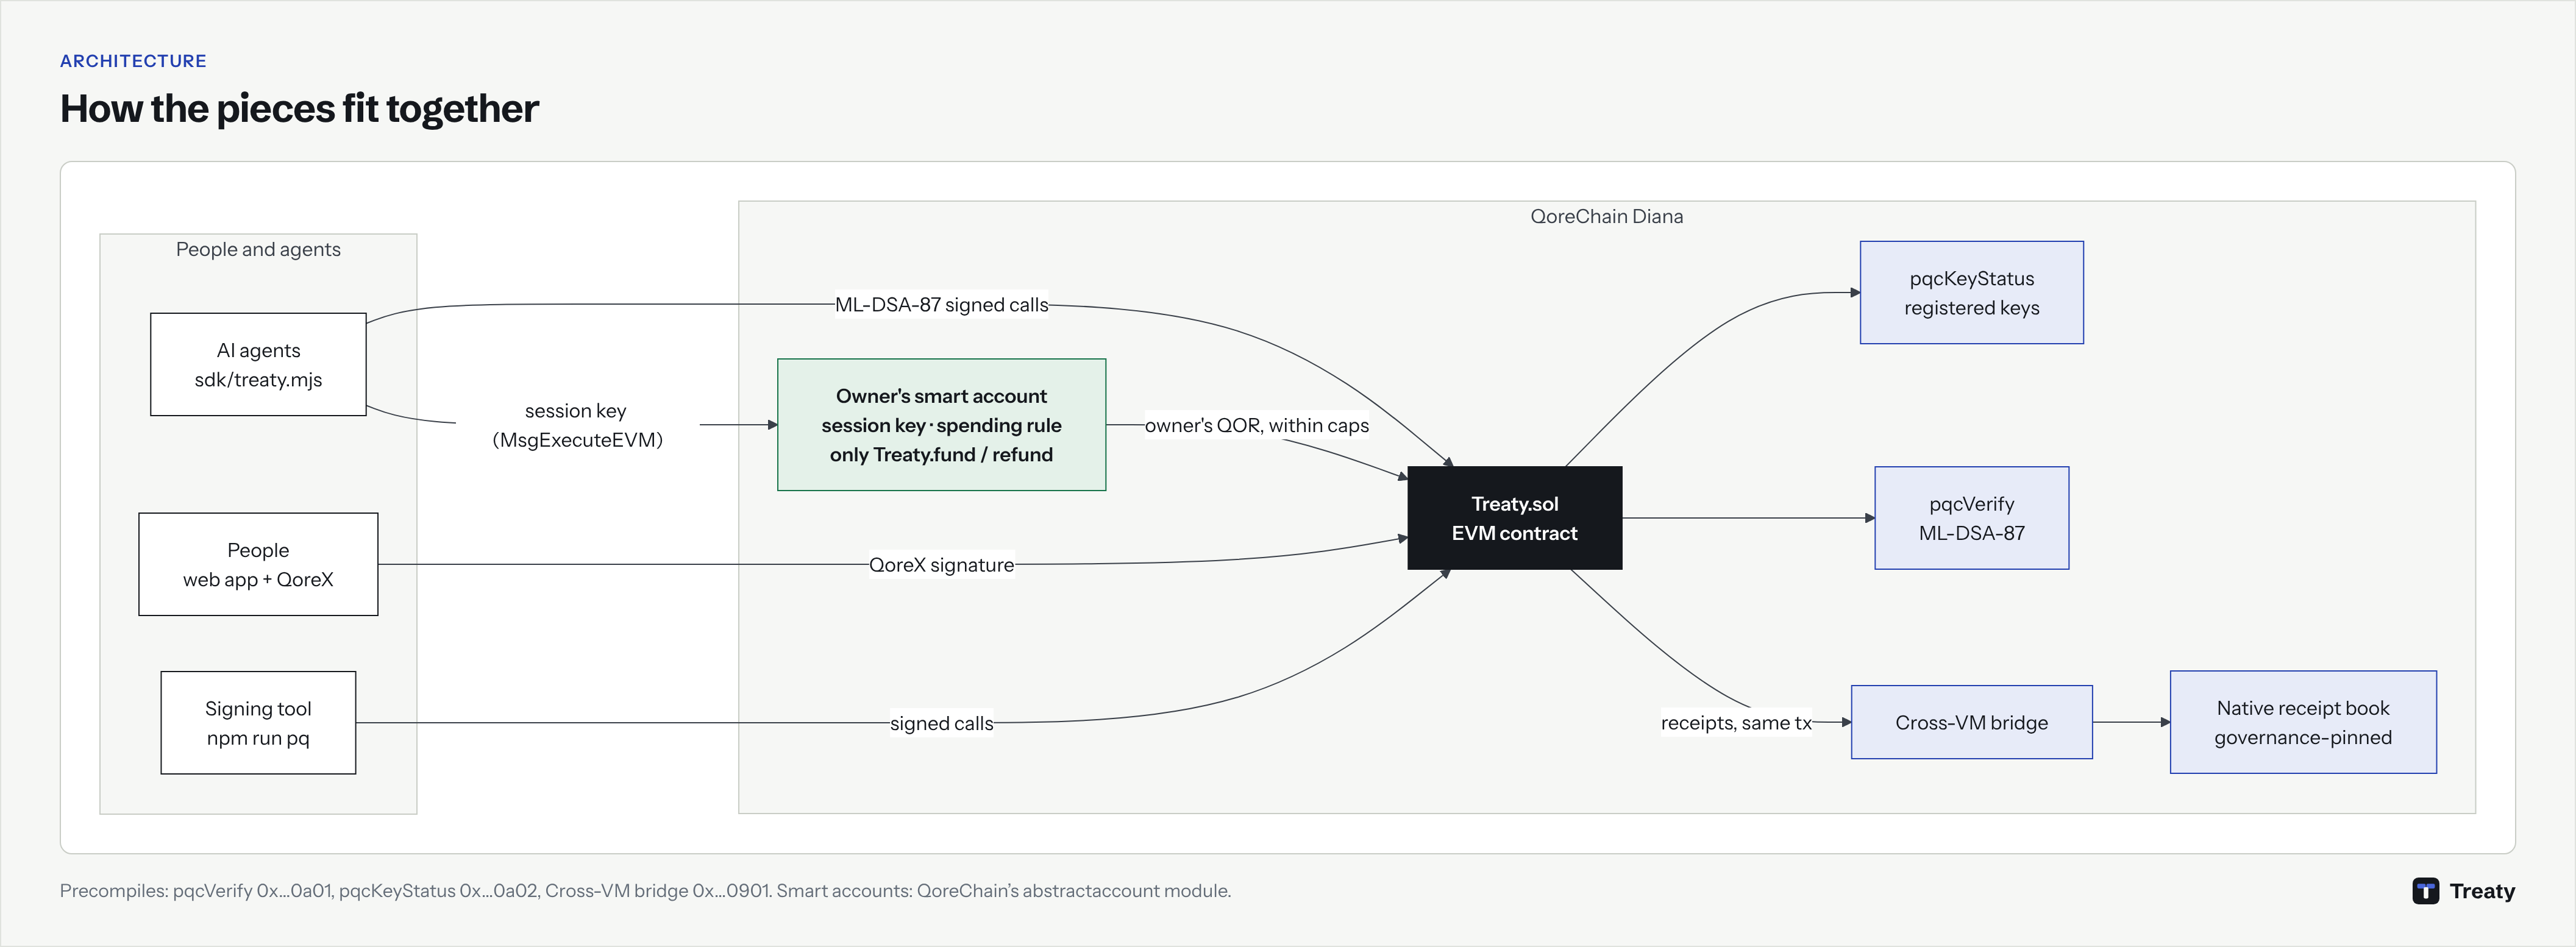 ARCHITECTURE
How the pieces fit together
QoreChain Diana
People and agents
AI agents
sdk/treaty.mjs
ML-DSA-87 signed calls
session key
(MsgExecuteEVM)
Owner's smart account
session key · spending rule
only Treaty.fund / refund
owner's QOR, within caps
People
web app + QoreX
QoreX signature
Signing tool
npm run pq
signed calls
Treaty.sol
EVM contract
pqcKeyStatus
registered keys
pqcVerify
ML-DSA-87
receipts, same tx
Cross-VM bridge
Native receipt book
governance-pinned
Precompiles: pqcVerify 0x…0a01, pqcKeyStatus 0x…0a02, Cross-VM bridge 0x…0901. Smart accounts: QoreChain’s abstractaccount module.
Treaty